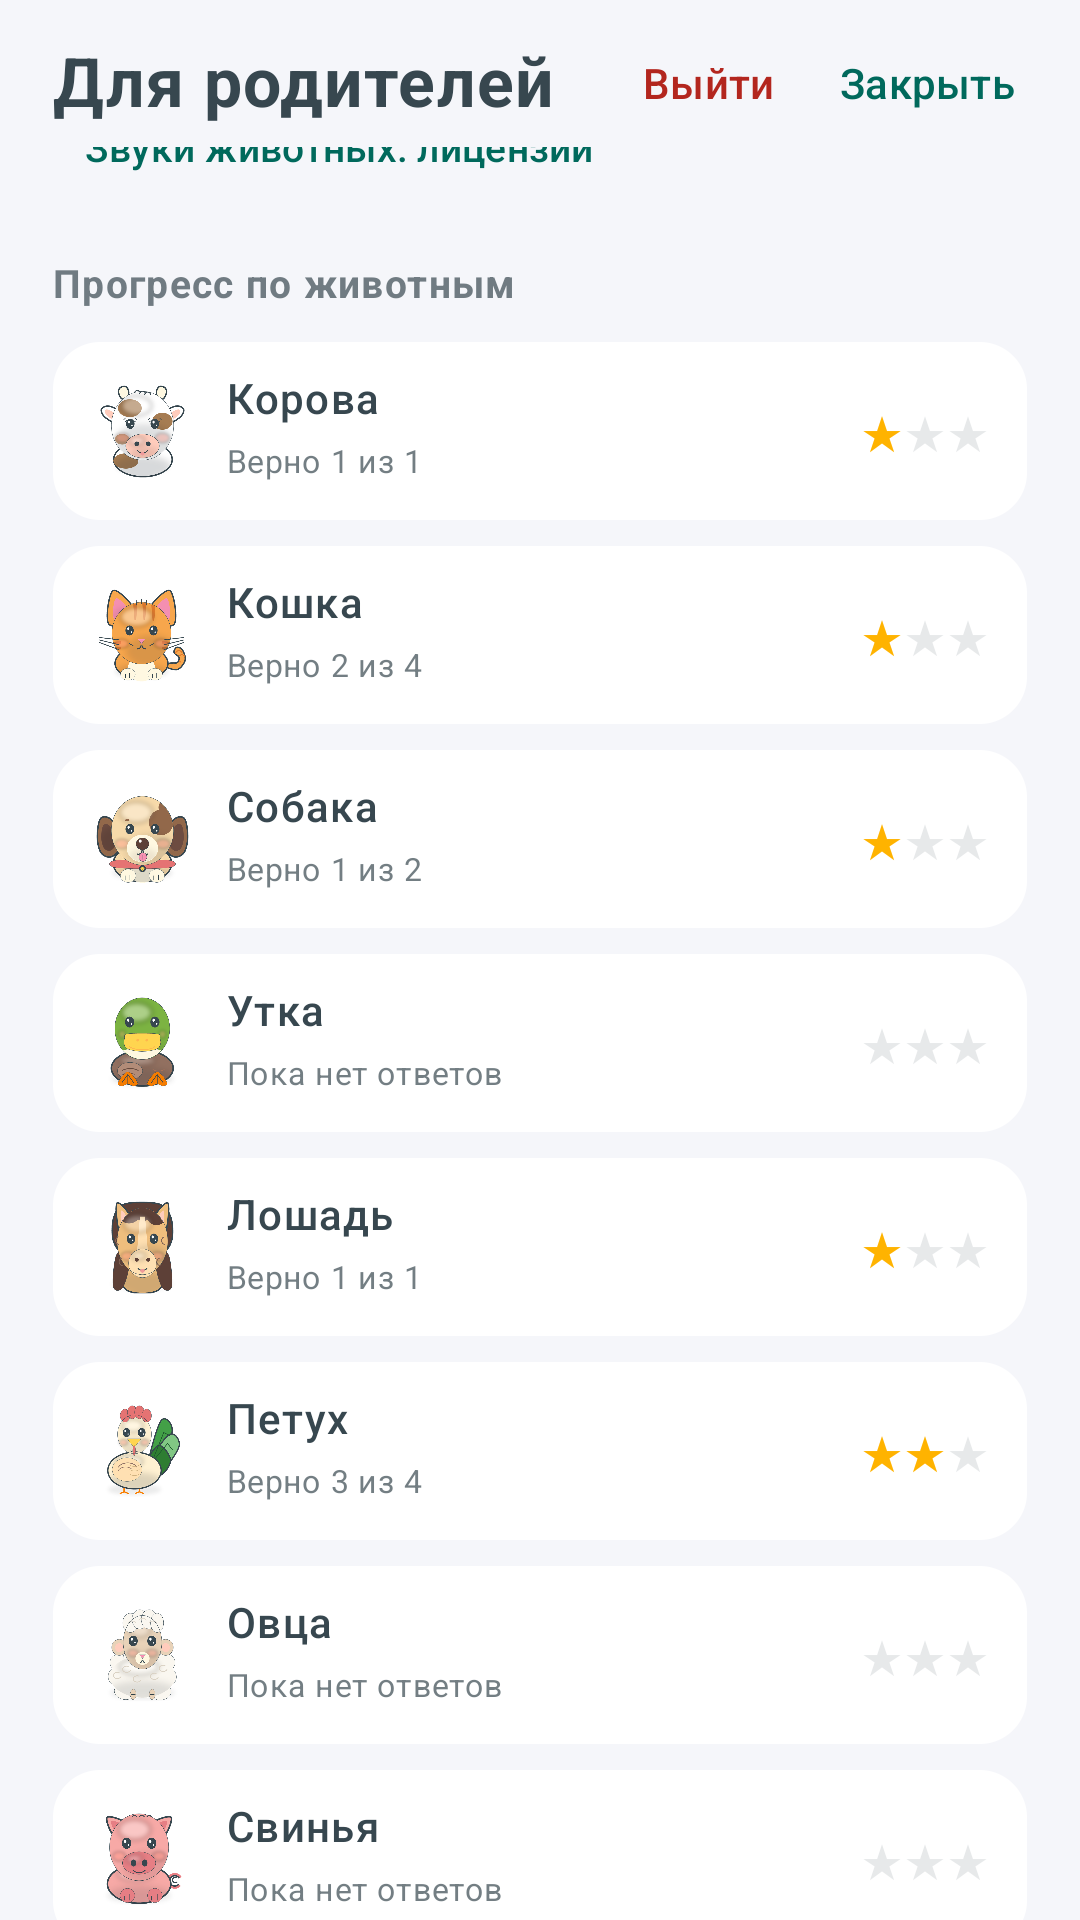 Для родителей
Выйти
Закрыть
Звуки животных: лицензии
Прогресс по животным
Корова
Верно 1 из 1
Кошка
Верно 2 из 4
Собака
Верно 1 из 2
Утка
Пока нет ответов
Лошадь
Верно 1 из 1
Петух
Верно 3 из 4
Овца
Пока нет ответов
Свинья
Пока нет ответов